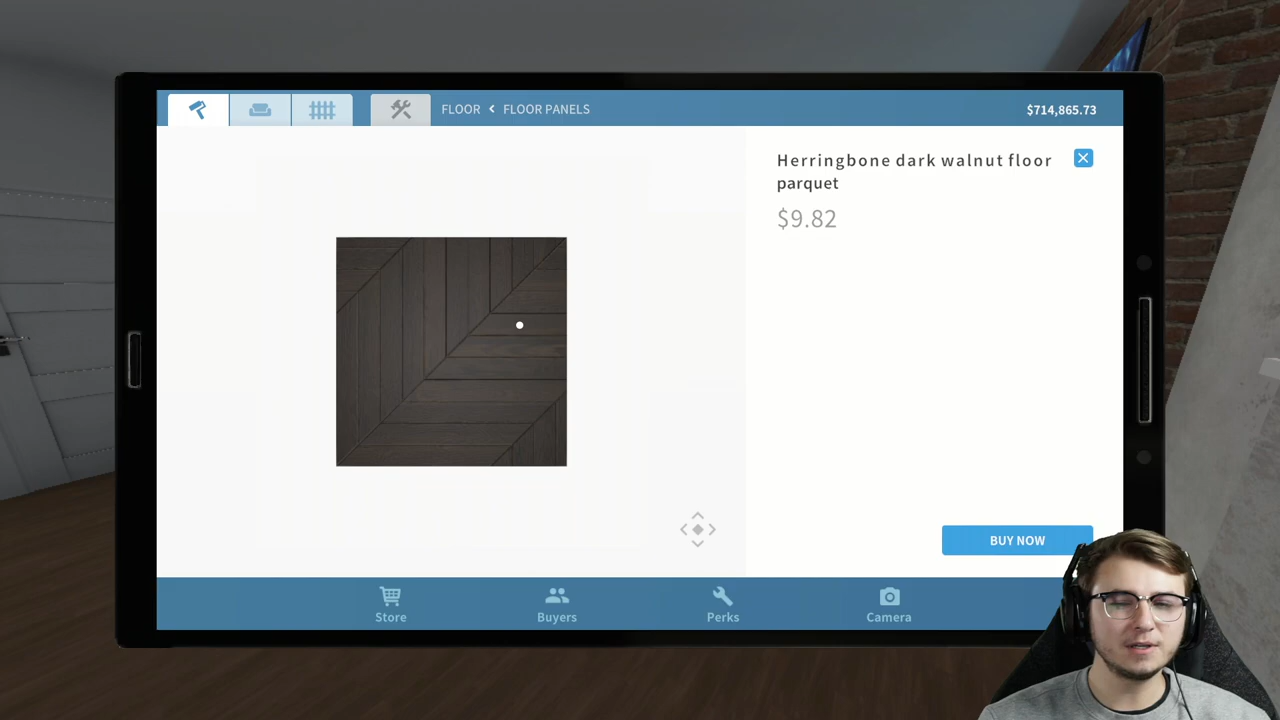 FLOOR < FLOOR PANELS
$714,865.73
Herringbone dark walnut floor
parquet
$9.82
BUY NOW
Store
Buyers
Perks
Camera